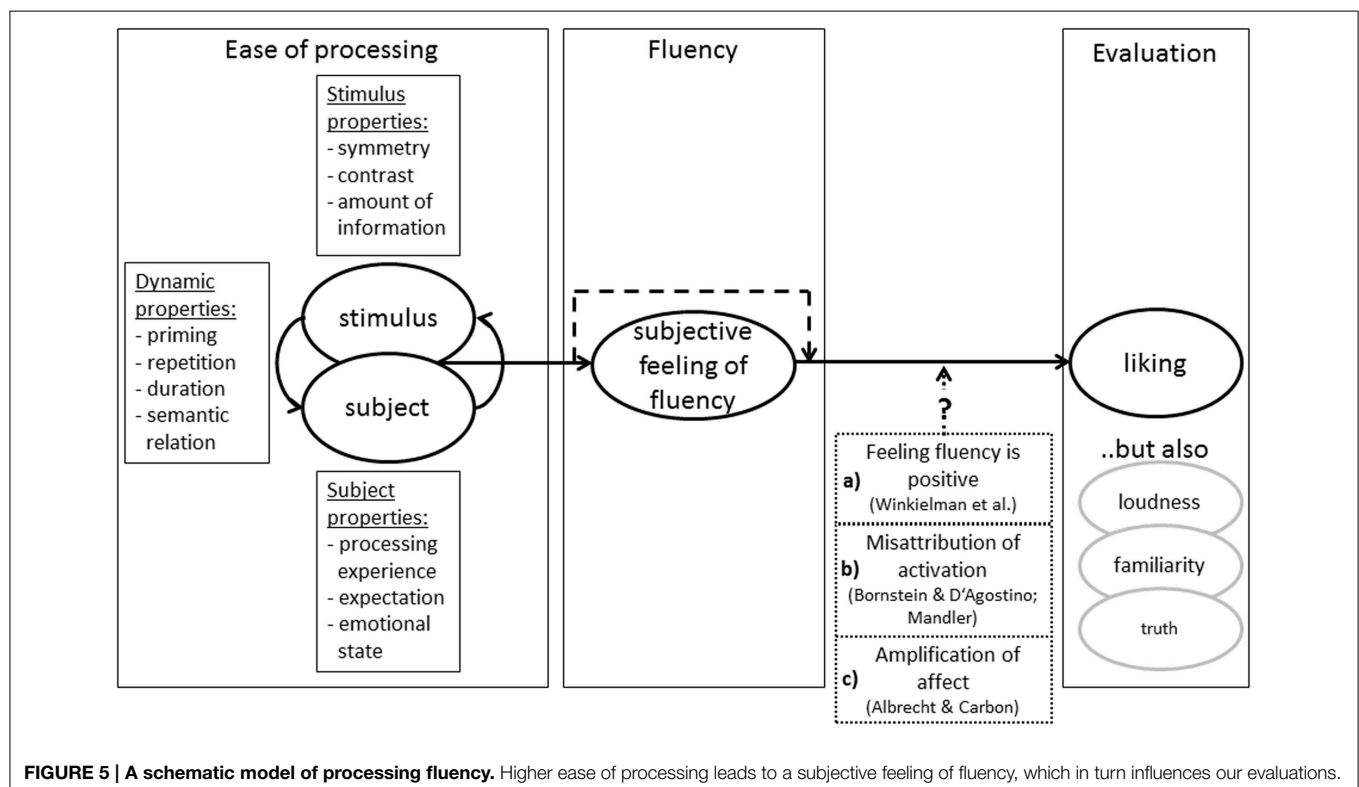 Ease of processing
Stimulus
properties:
- symmetry
- contrast
- amount of
information
Dynamic
properties:
- priming
- repetition
- duration
- semantic
relation
stimulus
subject
Subject
properties:
- processing
experience
- expectation
- emotional
state
Fluency
subjective
feeling of
fluency
?
Feeling fluency is
a) positive
(Winkielman et al.)
Misattribution of
b) activation
(Bornstein & D‘Agostino;
Mandler)
Amplification of
c) affect
(Albrecht & Carbon)
Evaluation
liking
..but also
loudness
familiarity
truth
FIGURE 5 | A schematic model of processing fluency. Higher ease of processing leads to a subjective feeling of fluency, which in turn influences our evaluations.